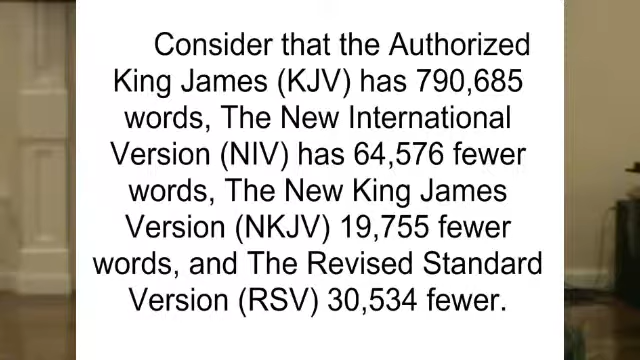 Consider that the Authorized
King James (KJV) has 790,685
words, The New International
Version (NIV) has 64,576 fewer
words, The New King James
Version (NKJV) 19,755 fewer
words, and The Revised Standard
Version (RSV) 30,534 fewer.